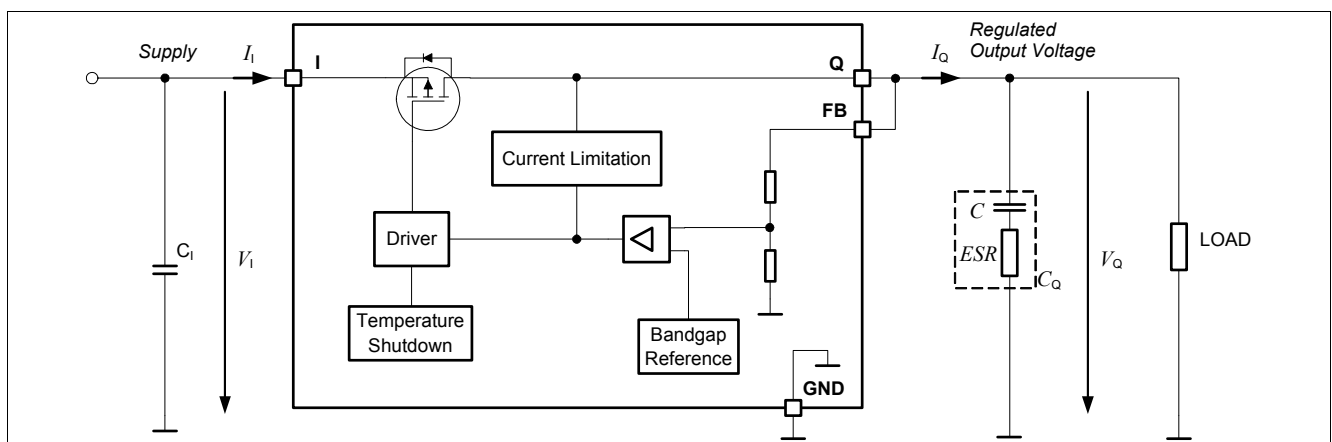 Supply
I_I
I
Q
I_Q
Regulated
Output Voltage
FB
Current Limitation
Driver
C_I
V_I
C
ESR
C_Q
V_Q
LOAD
Temperature
Shutdown
Bandgap
Reference
GND